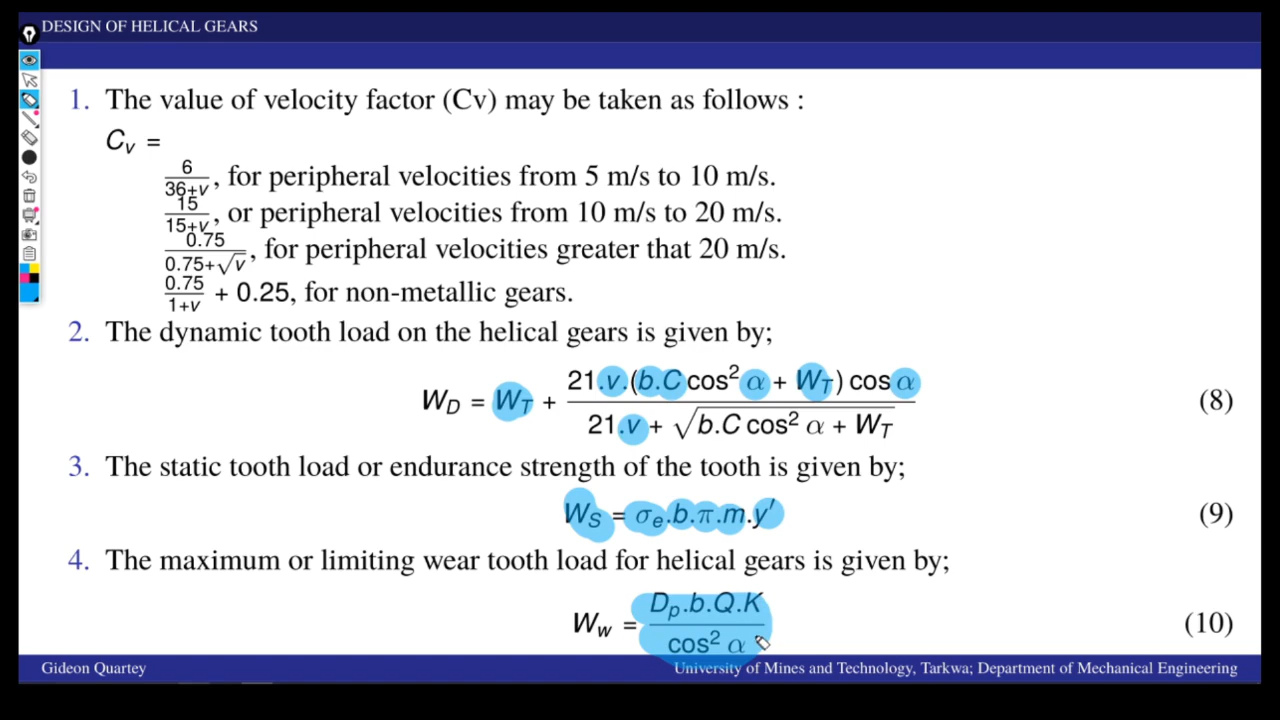 DESIGN OF HELICAL GEARS
1. The value of velocity factor (Cv) may be taken as follows :
Cᵥ =
6/(36+v), for peripheral velocities from 5 m/s to 10 m/s.
15/(15+v), or peripheral velocities from 10 m/s to 20 m/s.
0.75/(0.75+√v), for peripheral velocities greater that 20 m/s.
0.75/(1+v) + 0.25, for non-metallic gears.
2. The dynamic tooth load on the helical gears is given by;
W_D = W_T + (21.v.(b.C cos² α + W_T) cos α)/(21.v + √(b.C cos² α + W_T)) (8)
3. The static tooth load or endurance strength of the tooth is given by;
W_S = σ_e.b.π.m.y′ (9)
4. The maximum or limiting wear tooth load for helical gears is given by;
W_w = (D_p.b.Q.K)/(cos² α) (10)
Gideon Quartey University of Mines and Technology, Tarkwa; Department of Mechanical Engineering